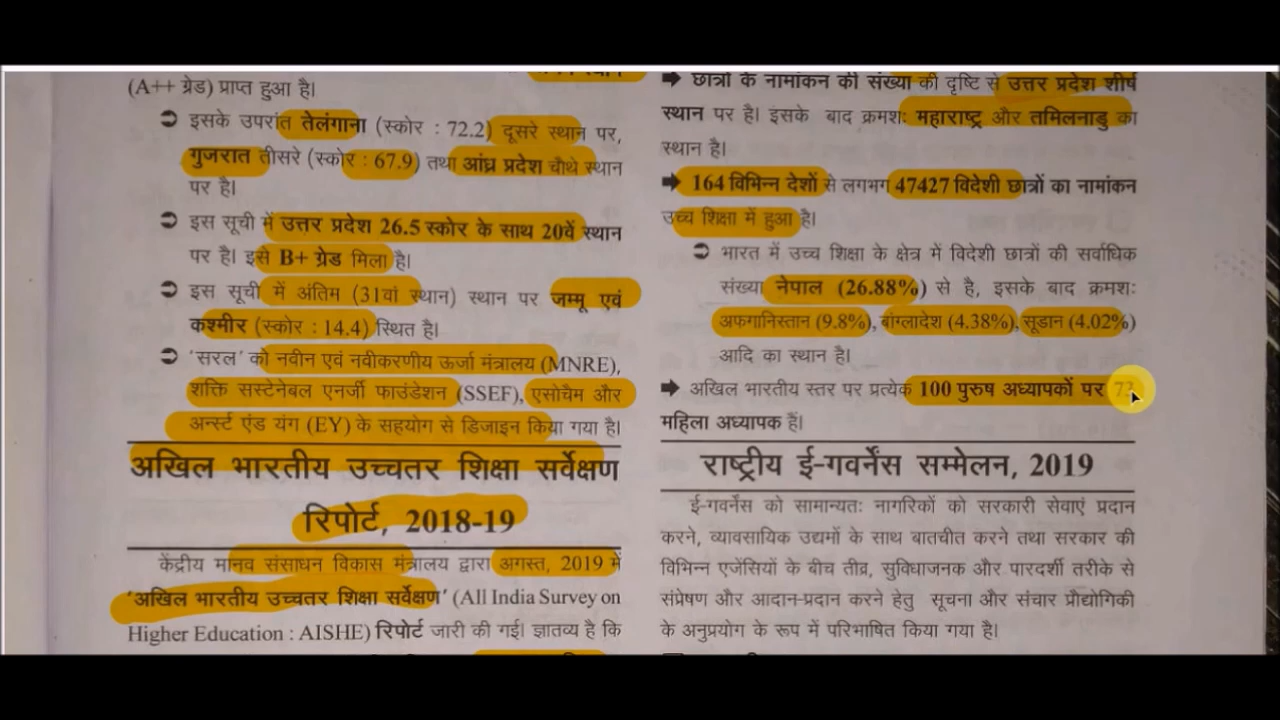 (A++ ग्रेड) प्राप्त हुआ है।
➲ इसके उपरांत तेलंगाना (स्कोर : 72.2) दूसरे स्थान पर,
गुजरात तीसरे (स्कोर : 67.9) तथा आंध्र प्रदेश चौथे स्थान
पर है।
➲ इस सूची में उत्तर प्रदेश 26.5 स्कोर के साथ 20वें स्थान
पर है। इसे B+ ग्रेड मिला है।
➲ इस सूची में अंतिम (31वां स्थान) स्थान पर जम्मू एवं
कश्मीर (स्कोर : 14.4) स्थित है।
➲ 'सरल' को नवीन एवं नवीकरणीय ऊर्जा मंत्रालय (MNRE),
शक्ति सस्टेनेबल एनर्जी फाउंडेशन (SSEF), एसोचैम और
अर्न्स्ट एंड यंग (EY) के सहयोग से डिजाइन किया गया है।
अखिल भारतीय उच्चतर शिक्षा सर्वेक्षण
रिपोर्ट, 2018-19
केंद्रीय मानव संसाधन विकास मंत्रालय द्वारा अगस्त, 2019 में
'अखिल भारतीय उच्चतर शिक्षा सर्वेक्षण' (All India Survey on
Higher Education : AISHE) रिपोर्ट जारी की गई। ज्ञातव्य है कि
➡ छात्रों के नामांकन की संख्या की दृष्टि से उत्तर प्रदेश शीर्ष
स्थान पर है। इसके बाद क्रमशः महाराष्ट्र और तमिलनाडु का
स्थान है।
➡ 164 विभिन्न देशों से लगभग 47427 विदेशी छात्रों का नामांकन
उच्च शिक्षा में हुआ है।
➲ भारत में उच्च शिक्षा के क्षेत्र में विदेशी छात्रों की सर्वाधिक
संख्या नेपाल (26.88%) से है, इसके बाद क्रमशः
अफगानिस्तान (9.8%), बांग्लादेश (4.38%), सूडान (4.02%)
आदि का स्थान है।
➡ अखिल भारतीय स्तर पर प्रत्येक 100 पुरुष अध्यापकों पर
महिला अध्यापक हैं।
राष्ट्रीय ई-गवर्नेंस सम्मेलन, 2019
ई-गवर्नेंस को सामान्यतः नागरिकों को सरकारी सेवाएं प्रदान
करने, व्यावसायिक उद्यमों के साथ बातचीत करने तथा सरकार की
विभिन्न एजेंसियों के बीच तीव्र, सुविधाजनक और पारदर्शी तरीके से
संप्रेषण और आदान-प्रदान करने हेतु सूचना और संचार प्रौद्योगिकी
के अनुप्रयोग के रूप में परिभाषित किया गया है।